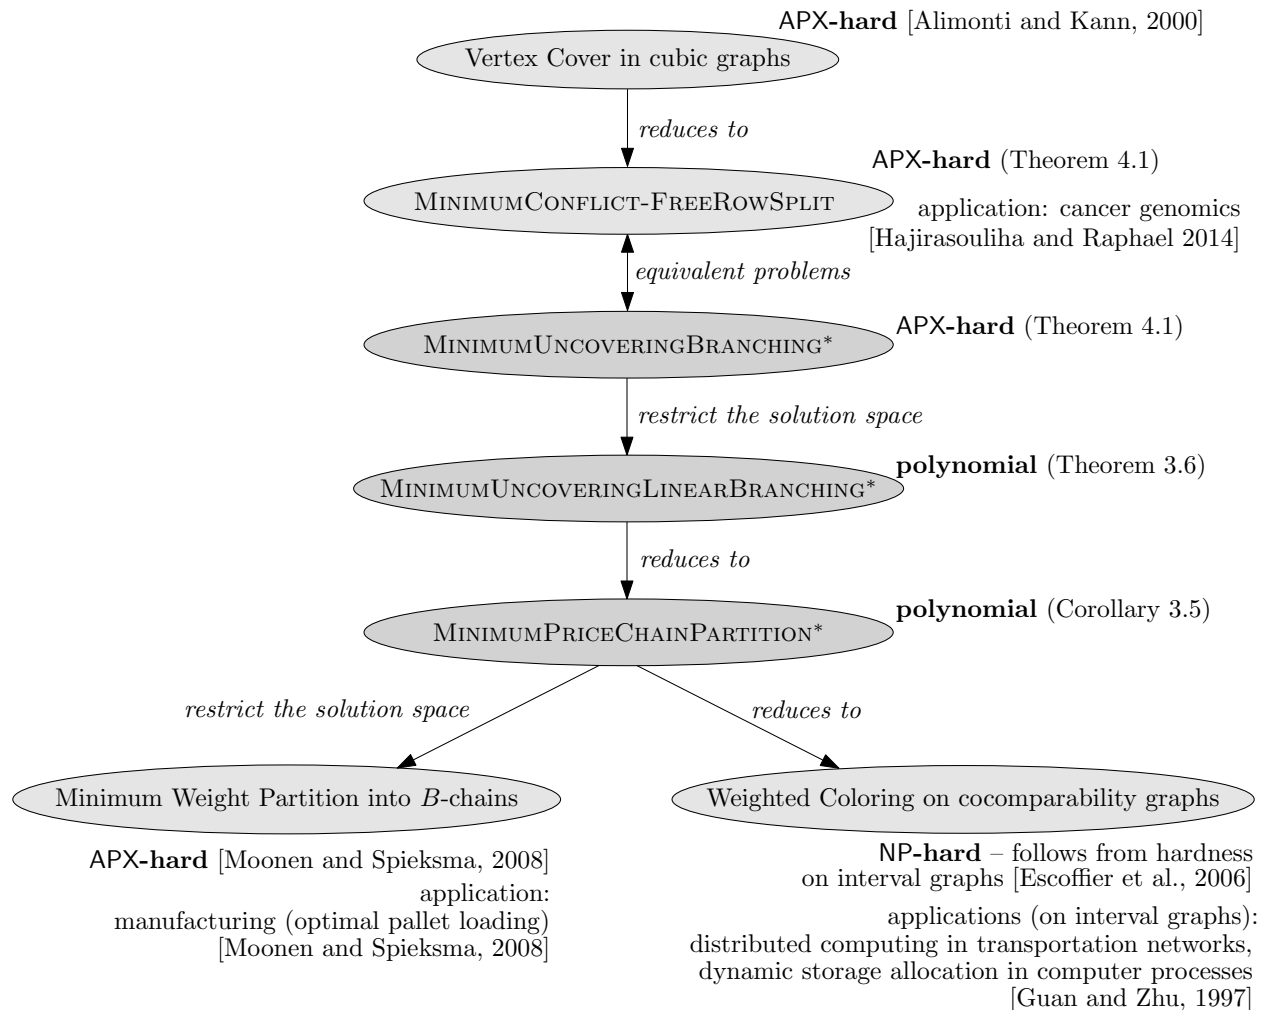 APX-hard [Alimonti and Kann, 2000]
Vertex Cover in cubic graphs
reduces to
APX-hard (Theorem 4.1)
MinimumConflict-FreeRowSplit
application: cancer genomics
[Hajirasouliha and Raphael 2014]
equivalent problems
APX-hard (Theorem 4.1)
MinimumUncoveringBranching*
restrict the solution space
polynomial (Theorem 3.6)
MinimumUncoveringLinearBranching*
reduces to
polynomial (Corollary 3.5)
MinimumPriceChainPartition*
restrict the solution space
reduces to
Minimum Weight Partition into B-chains
Weighted Coloring on cocomparability graphs
APX-hard [Moonen and Spieksma, 2008]
application:
manufacturing (optimal pallet loading)
[Moonen and Spieksma, 2008]
NP-hard – follows from hardness
on interval graphs [Escoffier et al., 2006]
applications (on interval graphs):
distributed computing in transportation networks,
dynamic storage allocation in computer processes
[Guan and Zhu, 1997]